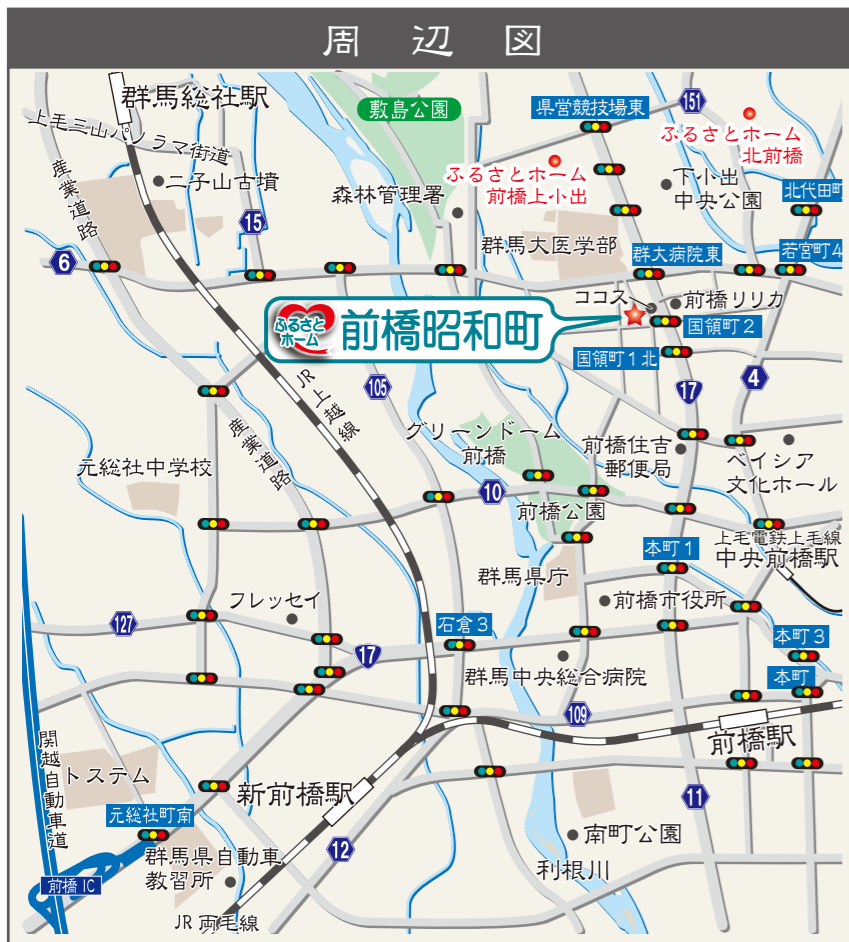 周辺図
群馬総社駅
敷島公園
県営競技場東
151
上毛三山パノラマ街道
ふるさとホーム
北前橋
産業道路
二子山古墳
ふるさとホーム
前橋上小出
下小出
中央公園
北代田町
森林管理署
15
群馬大医学部
群大病院東
若宮町4
6
ココス
前橋リリカ
ふるさと
ホーム
前橋昭和町
国領町2
国領町1北
JR上越線
105
17
4
産業道路
グリーンドーム
前橋
前橋住吉
郵便局
ベイシア
文化ホール
元総社中学校
10
前橋公園
上毛電鉄上毛線
中央前橋駅
本町1
群馬県庁
フレッセイ
前橋市役所
127
石倉3
本町3
17
群馬中央総合病院
本町
109
前橋駅
関越自動車道
トステム
新前橋駅
11
元総社町南
12
南町公園
群馬県自動車
教習所
利根川
前橋IC
JR両毛線